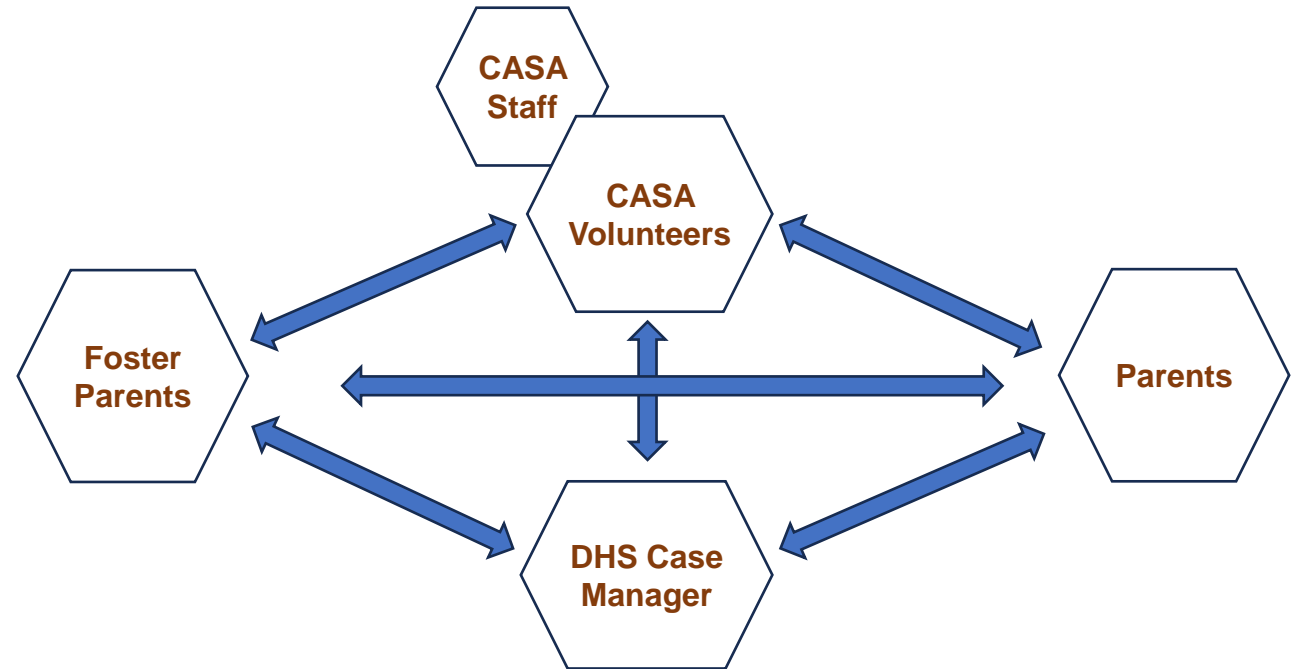 CASA
Staff
CASA
Volunteers
Foster
Parents
Parents
DHS Case
Manager